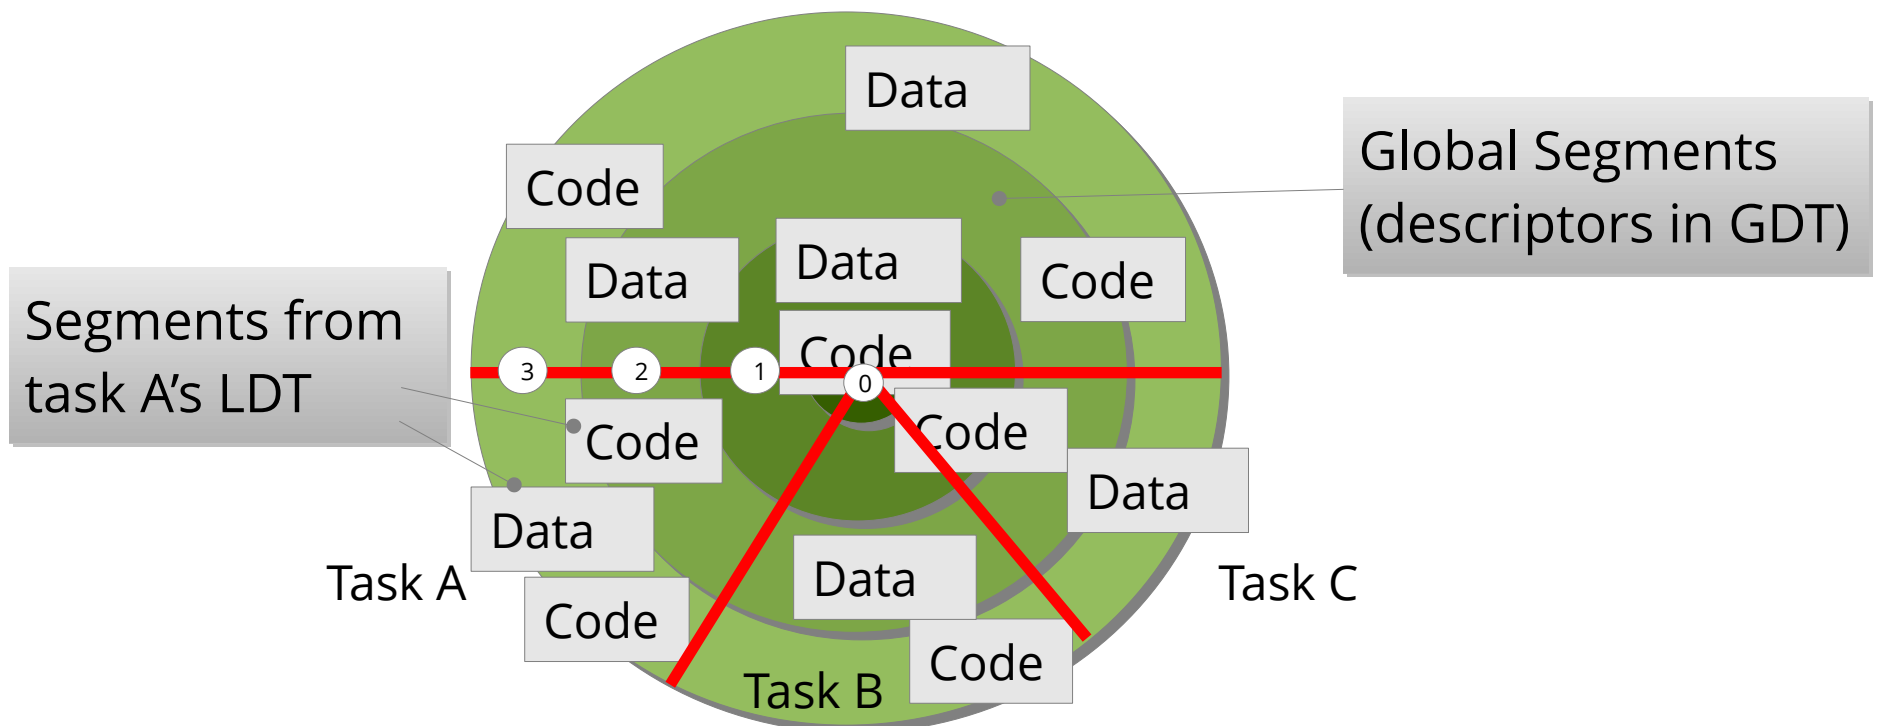 Data
Global Segments
(descriptors in GDT)
Code
Data
Data
Code
Segments from
task A’s LDT
Code
3
2
1
0
Code
Code
Data
Data
Task A
Data
Task C
Code
Code
Task B